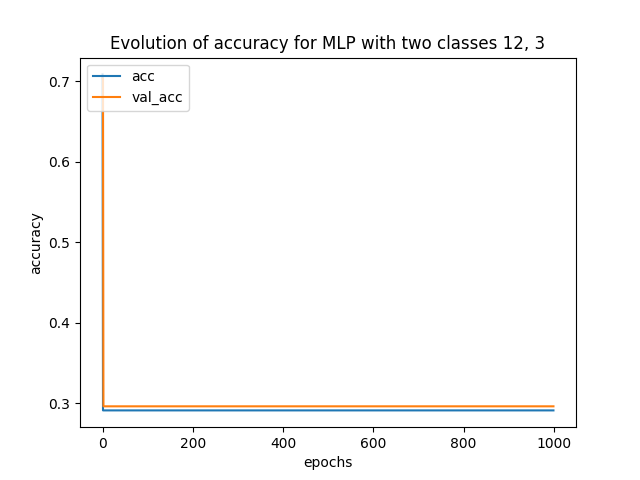 Evolution of accuracy for MLP with two classes 12, 3
acc
val_acc
0.7
0.6
0.5
0.4
0.3
accuracy
0 200 400 600 800 1000
epochs